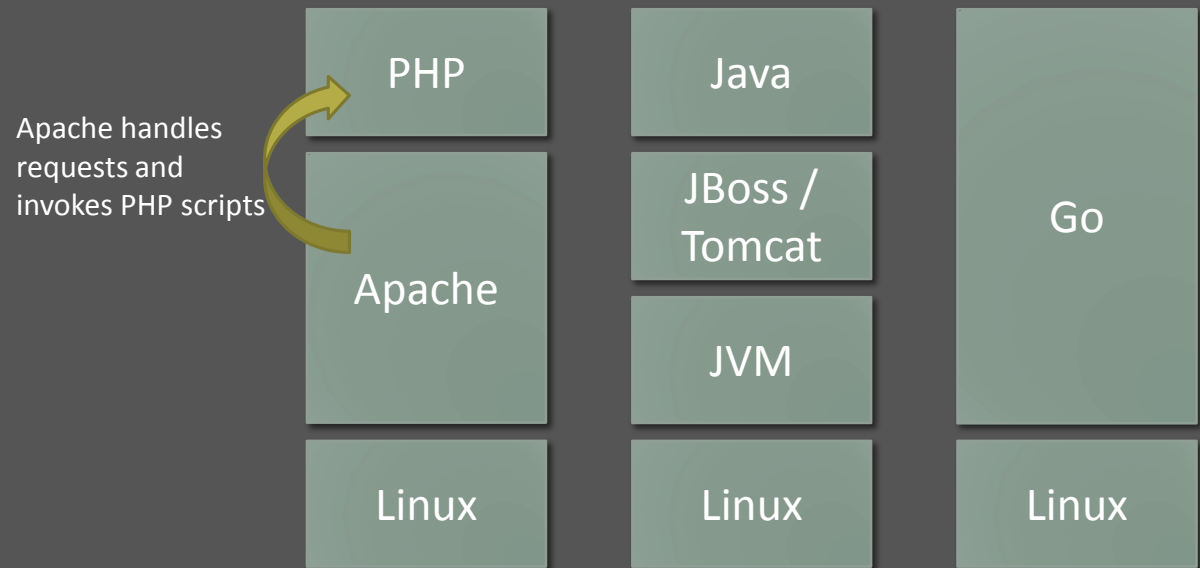 PHP
Java
Apache handles
requests and
invokes PHP scripts
JBoss /
Tomcat
Go
Apache
JVM
Linux
Linux
Linux